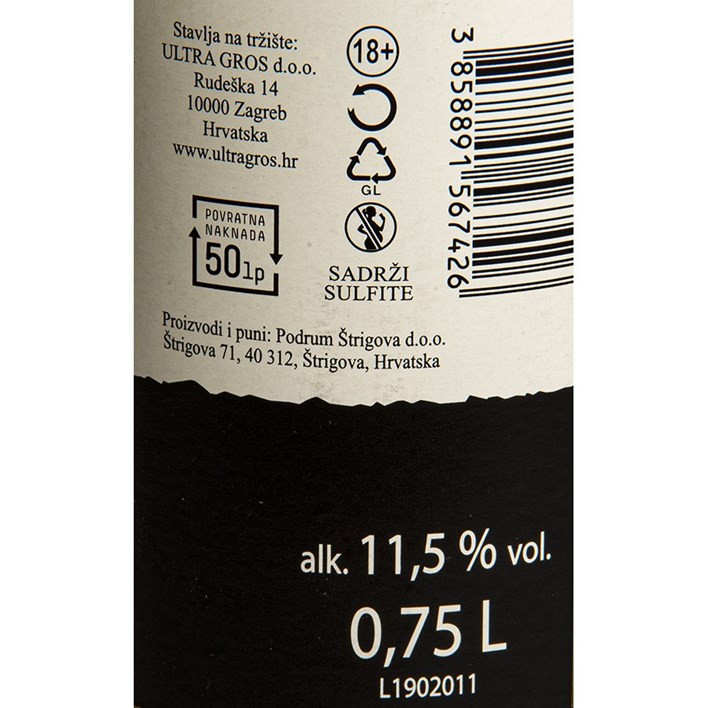 Stavlja na tržište:
ULTRA GROS d.o.o.
Rudeška 14
10000 Zagreb
Hrvatska
www.ultragros.hr
18+
GL
POVRATNA
NAKNADA
50lp
SADRŽI
SULFITE
3 858891 567426
Proizvodi i puni: Podrum Štrigova d.o.o.
Štrigova 71, 40 312, Štrigova, Hrvatska
alk. 11,5 % vol.
0,75 L
L1902011